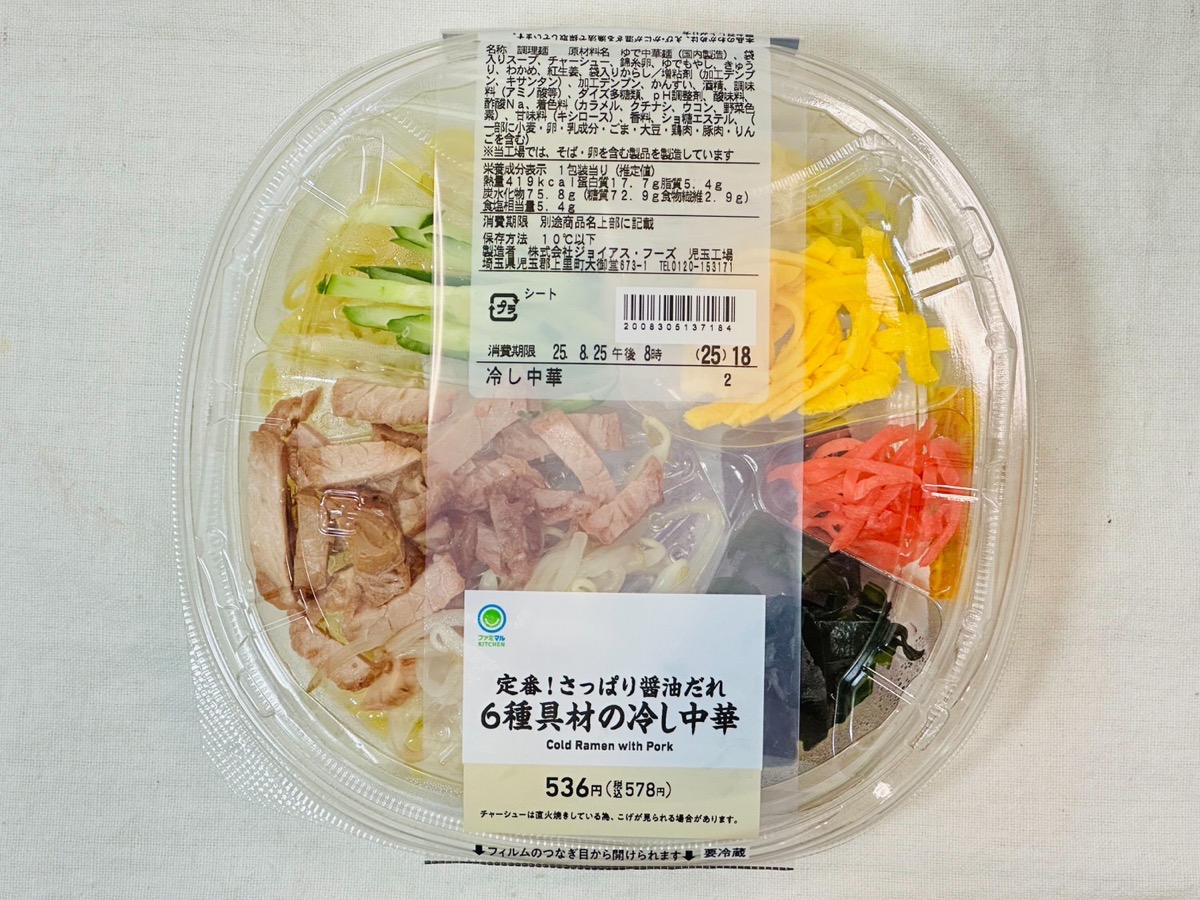 名称 調理麺 原材料名 ゆで中華麺(国内製造)、袋
入りスープ、チャーシュー、錦糸卵、ゆでもやし、きゅう
り、わかめ、紅生姜、袋入りからし/増粘剤(加工デンプ
ン、キサンタン)、加工デンプン、かんすい、酒精、調味
料(アミノ酸等)、ダイズ多糖類、pH調整剤、酸味料、
酢酸Na、着色料(カラメル、クチナシ、ウコン、野菜色
素)、甘味料(キシロース)、香料、ショ糖エステル、(
一部に小麦・卵・乳成分・ごま・大豆・鶏肉・豚肉・りん
ごを含む)
※当工場では、そば・卵を含む製品を製造しています
栄養成分表示 1包装当り(推定値)
熱量419kcal蛋白質17.7g脂質5.4g
炭水化物75.8g(糖質72.9g食物繊維2.9g)
食塩相当量5.4g
消費期限 別途商品名上部に記載
保存方法 10℃以下
製造者 株式会社ジョイアス・フーズ 児玉工場
埼玉県児玉郡上里町大御堂673-1 TEL0120-153171
プラ シート
2008305137184
消費期限 25. 8.25 午後 8時 (25)18
冷し中華 2
ファミマル
KITCHEN
定番!さっぱり醤油だれ
6種具材の冷し中華
Cold Ramen with Pork
536円(税込578円)
チャーシューは直火焼きしている為、こげが見られる場合があります。
⬇フィルムのつなぎ目から開けられます⬇ 要冷蔵